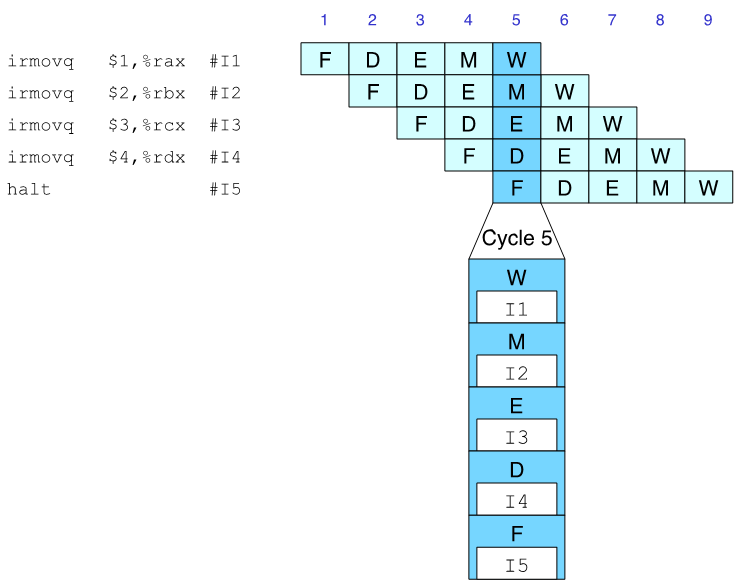 1 2 3 4 5 6 7 8 9
irmovq $1,%rax #I1 F D E M W
irmovq $2,%rbx #I2 F D E M W
irmovq $3,%rcx #I3 F D E M W
irmovq $4,%rdx #I4 F D E M W
halt #I5 F D E M W
Cycle 5
W
I1
M
I2
E
I3
D
I4
F
I5